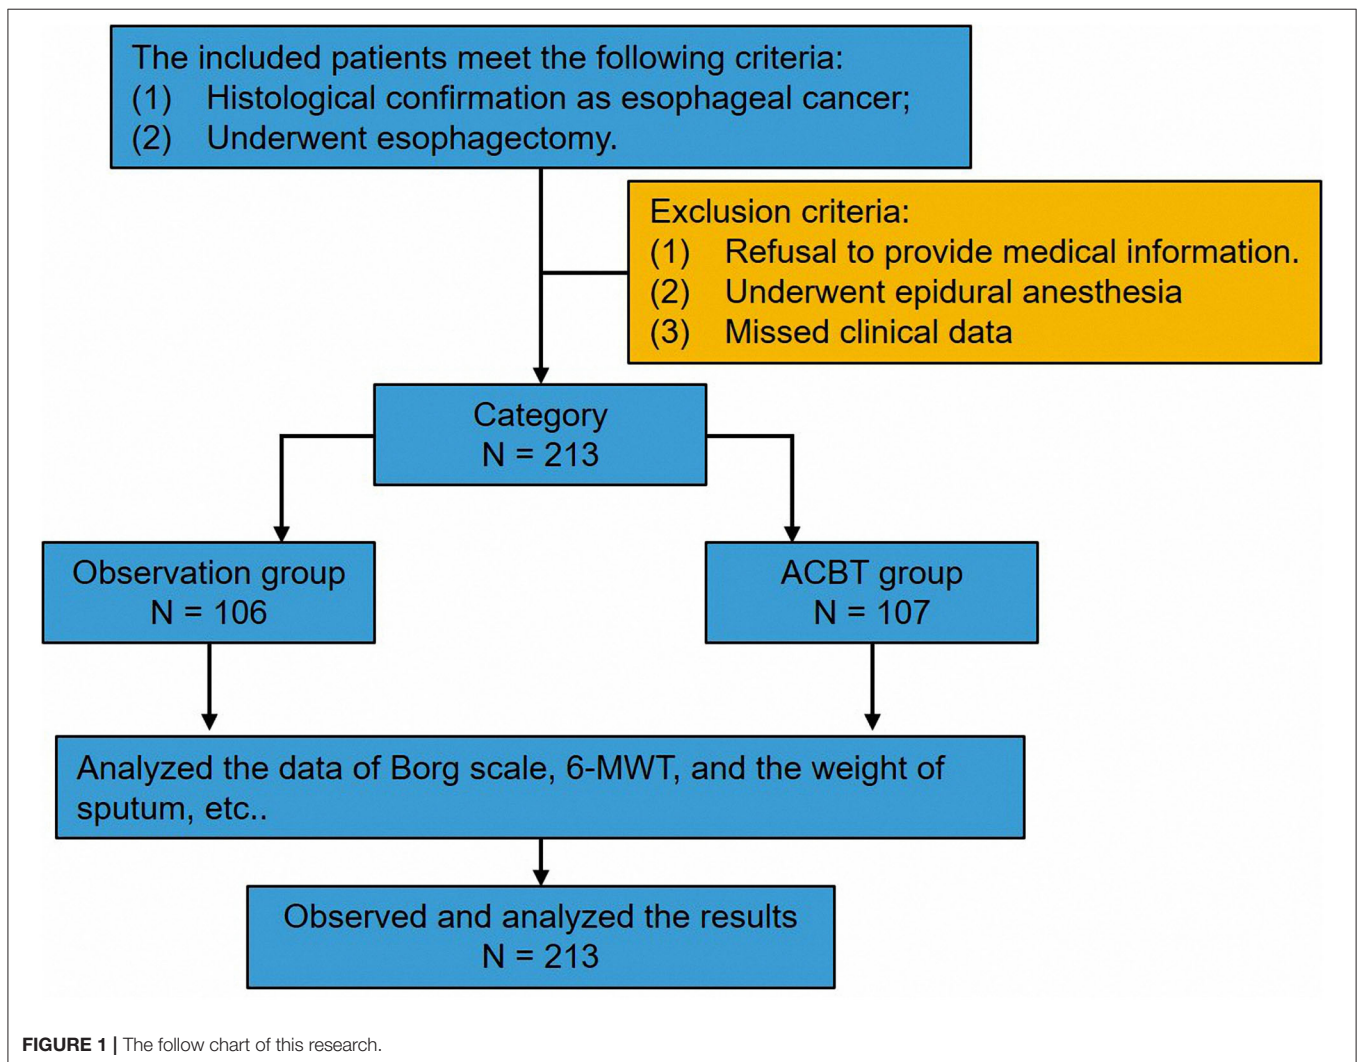 The included patients meet the following criteria:
(1) Histological confirmation as esophageal cancer;
(2) Underwent esophagectomy.
Exclusion criteria:
(1) Refusal to provide medical information.
(2) Underwent epidural anesthesia
(3) Missed clinical data
Category
N = 213
Observation group
N = 106
ACBT group
N = 107
Analyzed the data of Borg scale, 6-MWT, and the weight of
sputum, etc..
Observed and analyzed the results
N = 213
FIGURE 1 | The follow chart of this research.